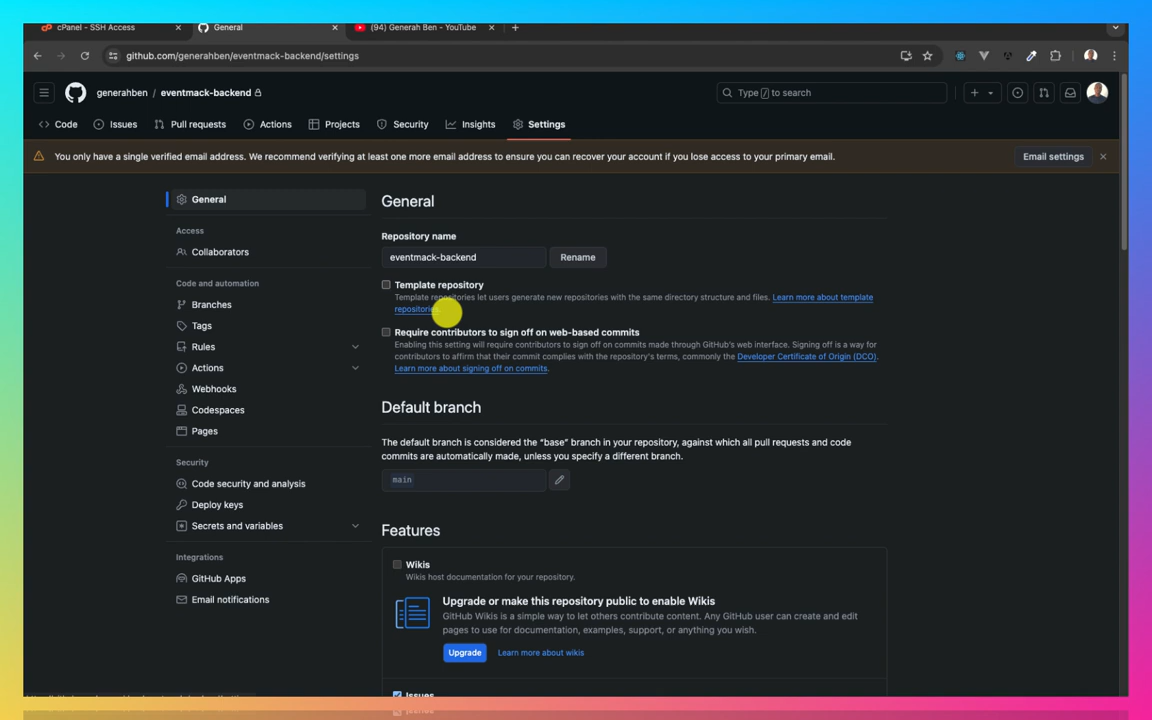 cPanel - SSH Access
General
(94) Generah Ben - YouTube
github.com/generahben/eventmack-backend/settings
generahben / eventmack-backend
Type / to search
Code
Issues
Pull requests
Actions
Projects
Security
Insights
Settings
You only have a single verified email address. We recommend verifying at least one more email address to ensure you can recover your account if you lose access to your primary email.
Email settings
General
Access
Collaborators
Code and automation
Branches
Tags
Rules
Actions
Webhooks
Codespaces
Pages
Security
Code security and analysis
Deploy keys
Secrets and variables
Integrations
GitHub Apps
Email notifications
General
Repository name
eventmack-backend
Rename
Template repository
Template repositories let users generate new repositories with the same directory structure and files. Learn more about template
repositories.
Require contributors to sign off on web-based commits
Enabling this setting will require contributors to sign off on commits made through GitHub's web interface. Signing off is a way for
contributors to affirm that their commit complies with the repository's terms, commonly the Developer Certificate of Origin (DCO).
Learn more about signing off on commits.
Default branch
The default branch is considered the “base” branch in your repository, against which all pull requests and code
commits are automatically made, unless you specify a different branch.
main
Features
Wikis
Wikis host documentation for your repository.
Upgrade or make this repository public to enable Wikis
GitHub Wikis is a simple way to let others contribute content. Any GitHub user can create and edit
pages to use for documentation, examples, support, or anything you wish.
Upgrade
Learn more about wikis
Issues